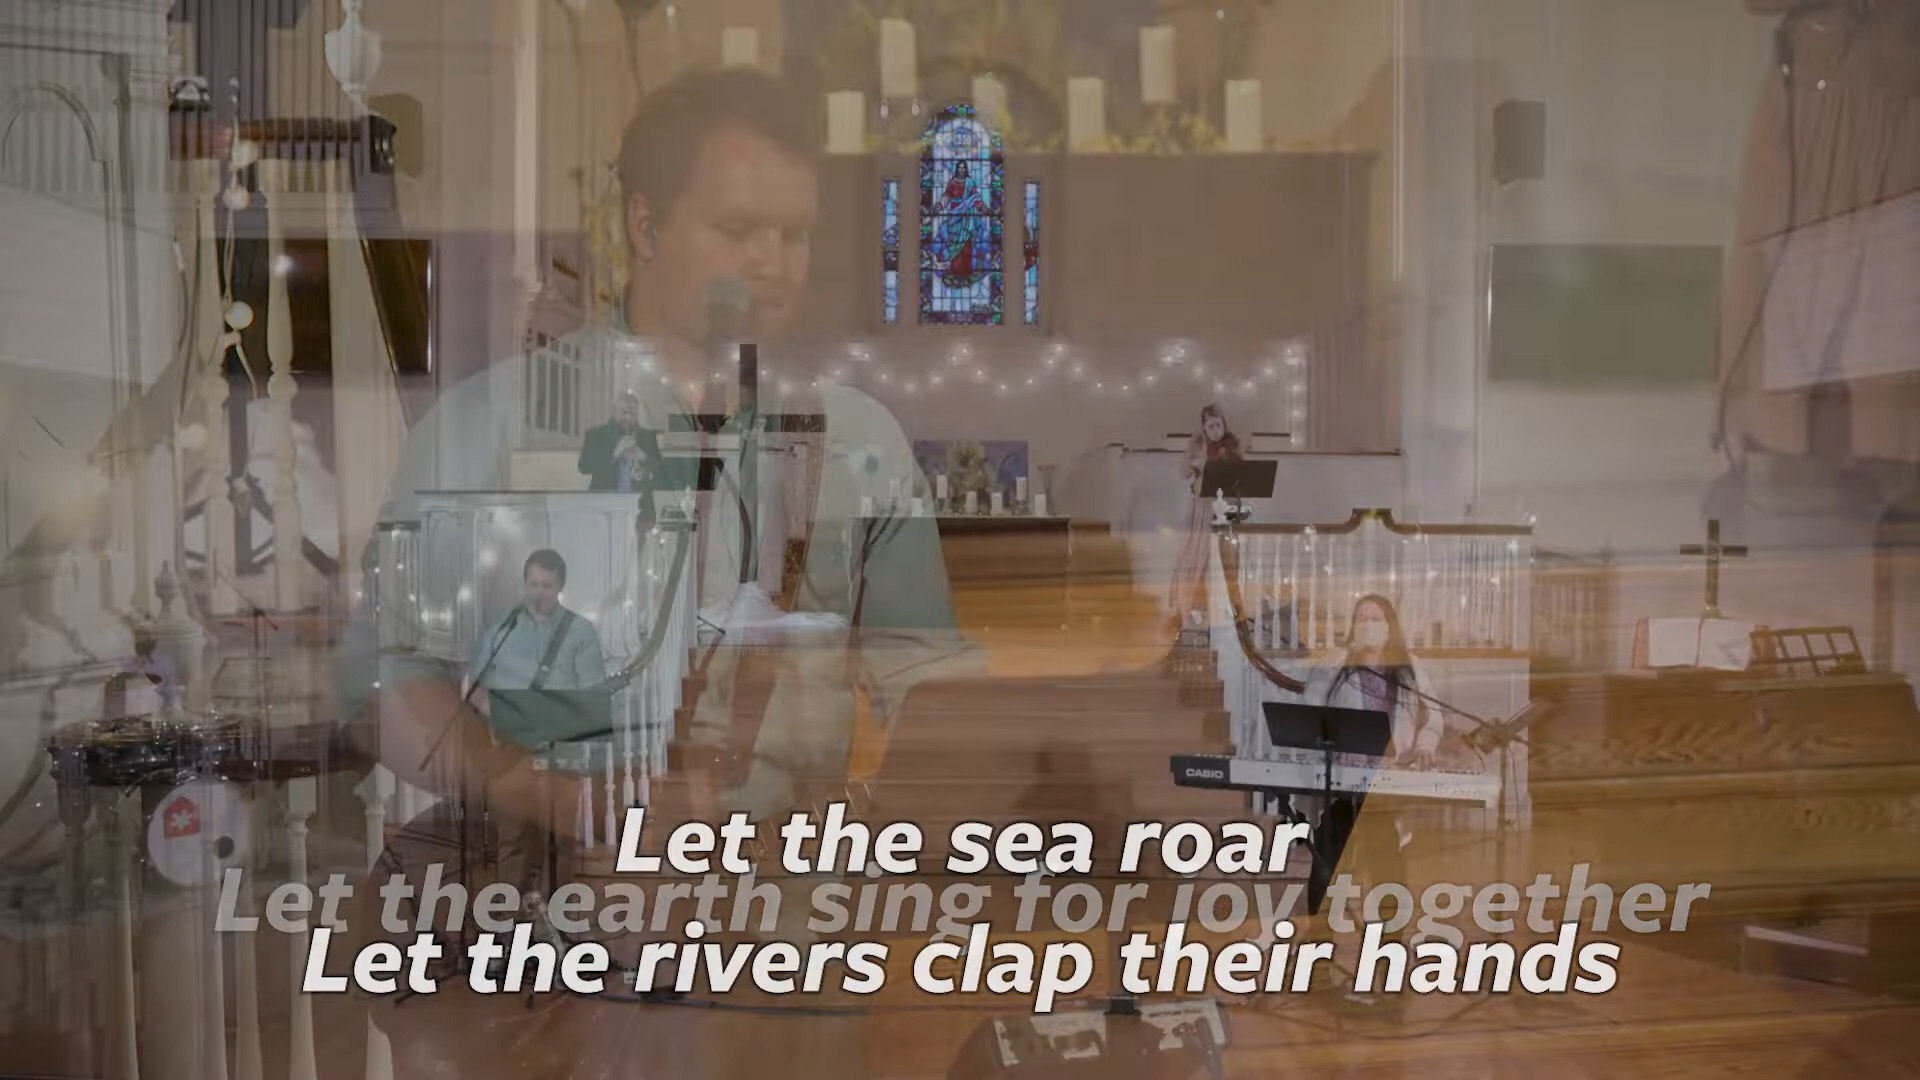 CASIO
Let the sea roar
Let the earth sing for joy together
Let the rivers clap their hands